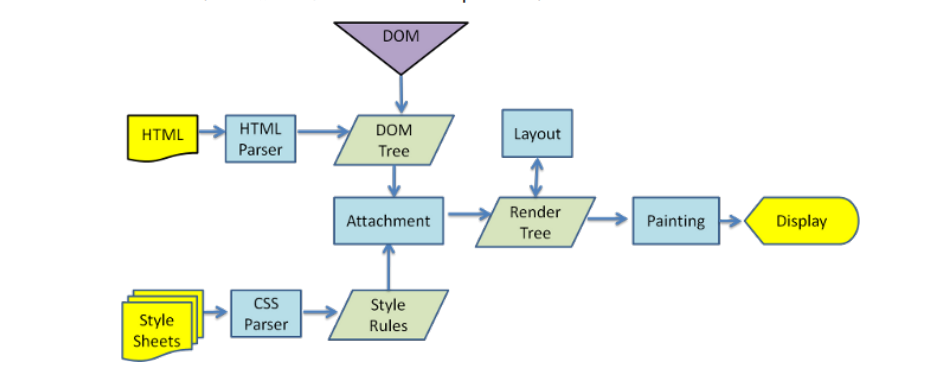 DOM
HTML
HTML
Parser
DOM
Tree
Layout
Attachment
Render
Tree
Painting
Display
Style
Sheets
CSS
Parser
Style
Rules